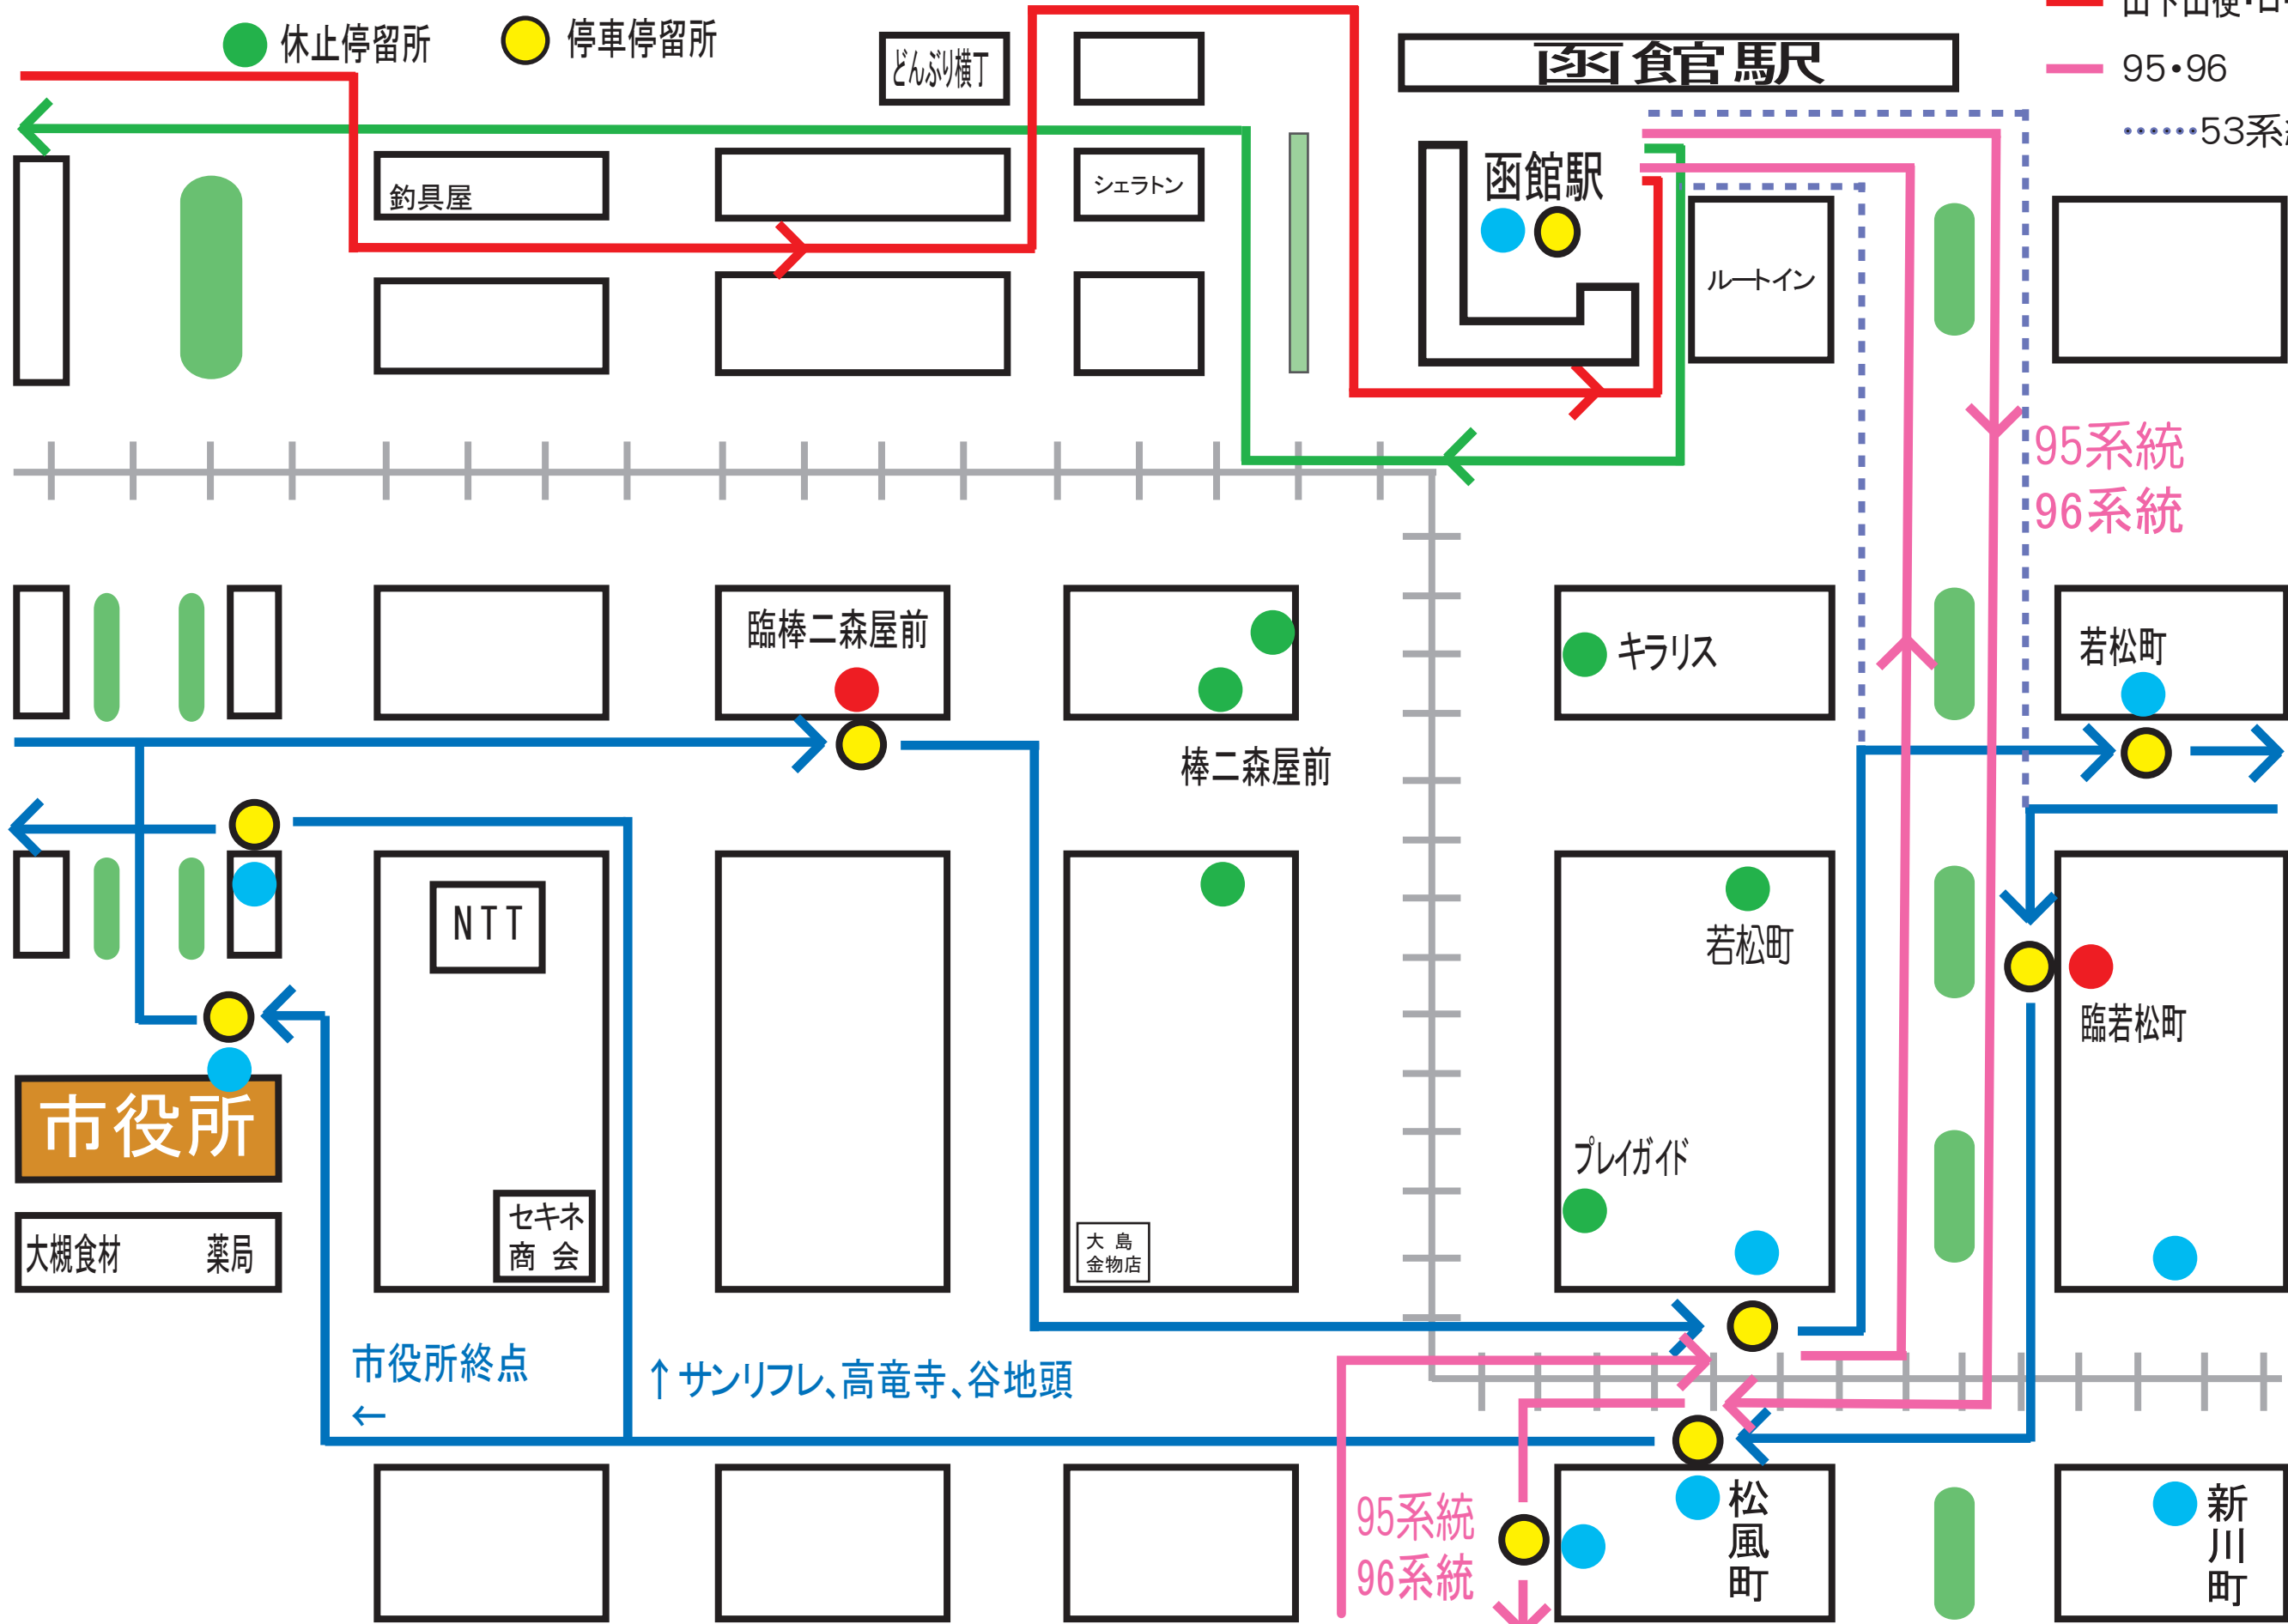 休止停留所
停車停留所
どんぶり横丁
函館駅
95・96
53系統
函館駅
シェラトン
釣具屋
ルートイン
95系統
96系統
臨棒二森屋前
キラリス
若松町
棒二森屋前
NTT
若松町
臨若松町
市役所
プレイガイド
大槻食材
薬局
セキネ
商会
大島
金物店
市役所終点
←
↑サンリフレ、高竜寺、谷地頭
95系統
96系統
松風町
新川町